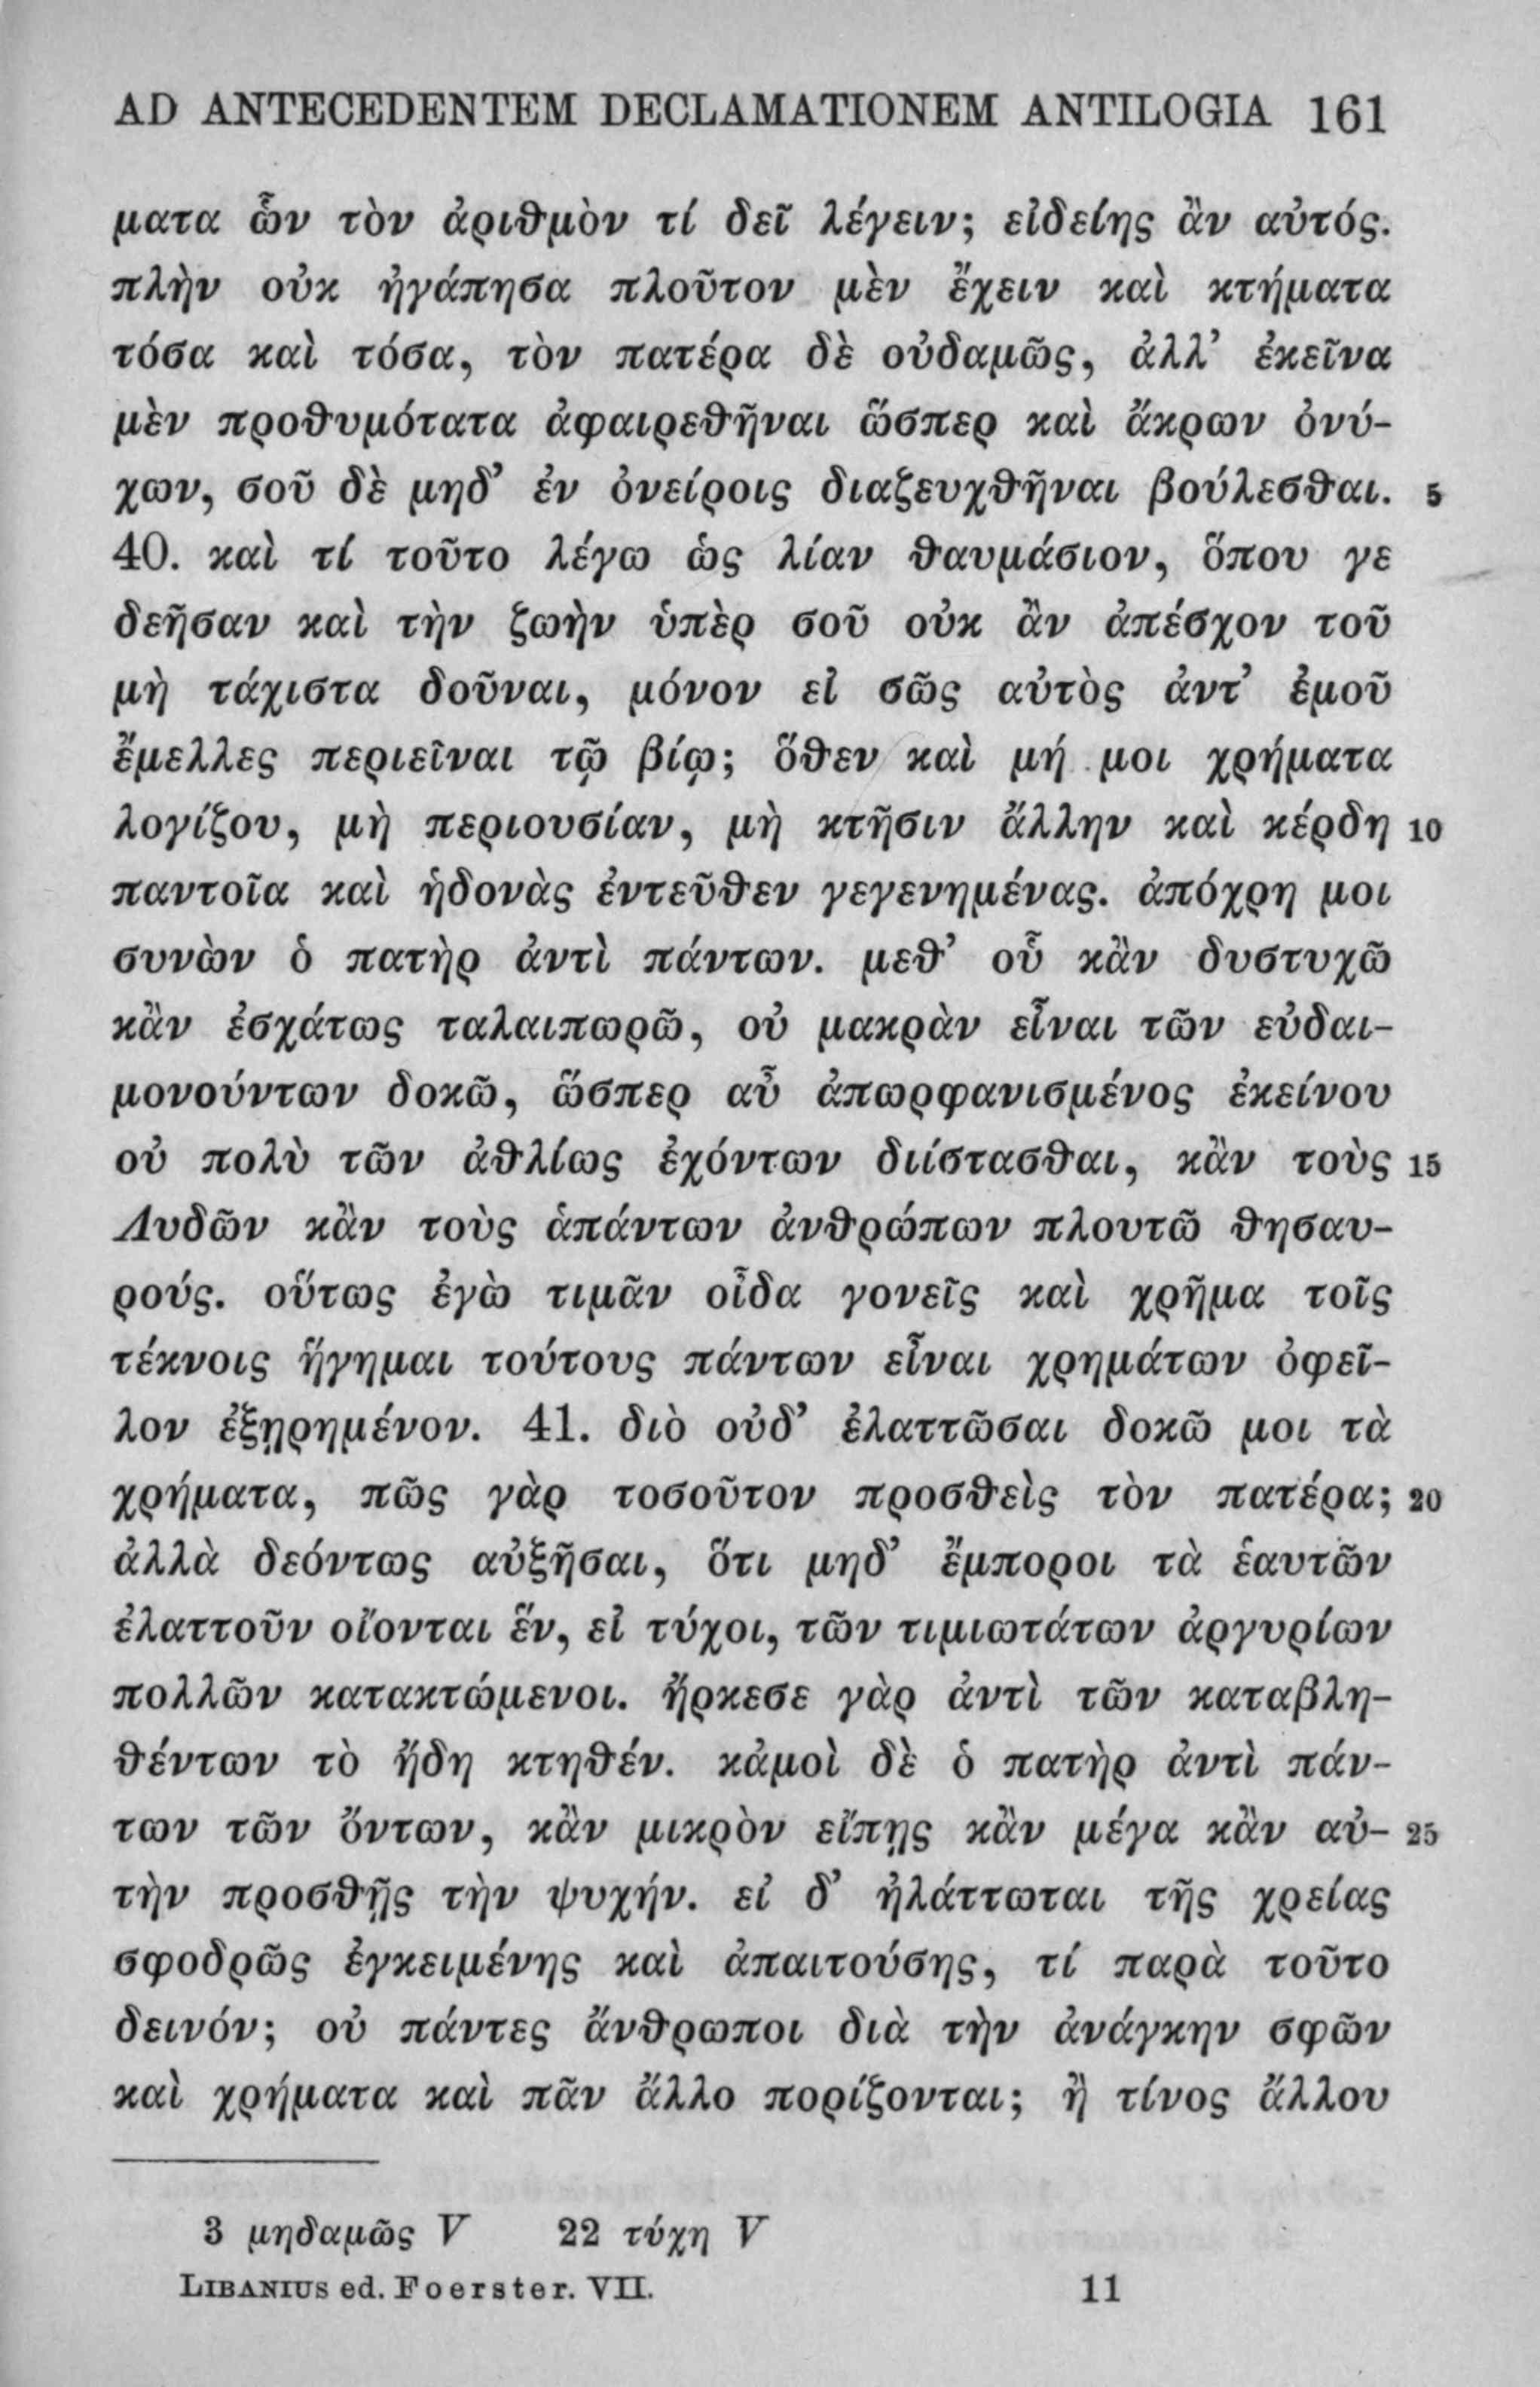 AD ANTECEDENTEM DECLAMATIONEM ANTILOGIA 161
ματα ὧν τὸν ἀριθμὸν τί δεῖ λέγειν; εἰδείης ἂν αὐτός.
πλὴν οὐκ ἠγάπησα πλοῦτον μὲν ἔχειν καὶ κτήματα
τόσα καὶ τόσα, τὸν πατέρα δὲ οὐδαμῶς, ἀλλ’ ἐκεῖνα
μὲν προθυμότατα ἀφαιρεθῆναι ὥσπερ καὶ ἄκρων ὀνύ-
χων, σοῦ δὲ μηδ’ ἐν ὀνείροις διαζευχθῆναι βούλεσθαι. 5
40. καὶ τί τοῦτο λέγω ὡς λίαν θαυμάσιον, ὅπου γε
δεῆσαν καὶ τὴν ζωὴν ὑπὲρ σοῦ οὐκ ἂν ἀπέσχον τοῦ
μὴ τάχιστα δοῦναι, μόνον εἰ σῶς αὐτὸς ἀντ’ ἐμοῦ
ἔμελλες περιεῖναι τῷ βίῳ; ὅθεν καὶ μή μοι χρήματα
λογίζου, μὴ περιουσίαν, μὴ κτῆσιν ἄλλην καὶ κέρδη 10
παντοῖα καὶ ἡδονὰς ἐντεῦθεν γεγενημένας. ἀπόχρη μοι
συνὼν ὁ πατὴρ ἀντὶ πάντων. μεθ’ οὗ κἂν δυστυχῶ
κἂν ἐσχάτως ταλαιπωρῶ, οὐ μακρὰν εἶναι τῶν εὐδαι-
μονούντων δοκῶ, ὥσπερ αὖ ἀπωρφανισμένος ἐκείνου
οὐ πολὺ τῶν ἀθλίως ἐχόντων διίστασθαι, κἂν τοὺς 15
Λυδῶν κἂν τοὺς ἁπάντων ἀνθρώπων πλουτῶ θησαυ-
ρούς. οὕτως ἐγὼ τιμᾶν οἶδα γονεῖς καὶ χρῆμα τοῖς
τέκνοις ἥγημαι τούτους πάντων εἶναι χρημάτων ὀφεῖ-
λον ἐξῃρημένον. 41. διὸ οὐδ’ ἐλαττῶσαι δοκῶ μοι τὰ
χρήματα, πῶς γὰρ τοσοῦτον προσθεὶς τὸν πατέρα; 20
ἀλλὰ δεόντως αὐξῆσαι, ὅτι μηδ’ ἔμποροι τὰ ἑαυτῶν
ἐλαττοῦν οἴονται ἕν, εἰ τύχοι, τῶν τιμιωτάτων ἀργυρίων
πολλῶν κατακτώμενοι. ἤρκεσε γὰρ ἀντὶ τῶν καταβλη-
θέντων τὸ ἤδη κτηθέν. κἀμοὶ δὲ ὁ πατὴρ ἀντὶ πάν-
των τῶν ὄντων, κἂν μικρὸν εἴπῃς κἂν μέγα κἂν αὐ- 25
τὴν προσθῇς τὴν ψυχήν. εἰ δ’ ἠλάττωται τῆς χρείας
σφοδρῶς ἐγκειμένης καὶ ἀπαιτούσης, τί παρὰ τοῦτο
δεινόν; οὐ πάντες ἄνθρωποι διὰ τὴν ἀνάγκην σφῶν
καὶ χρήματα καὶ πᾶν ἄλλο πορίζονται; ἢ τίνος ἄλλου
3 μηδαμῶς V 22 τύχη V
LIBANIUS ed. Foerster. VII. 11